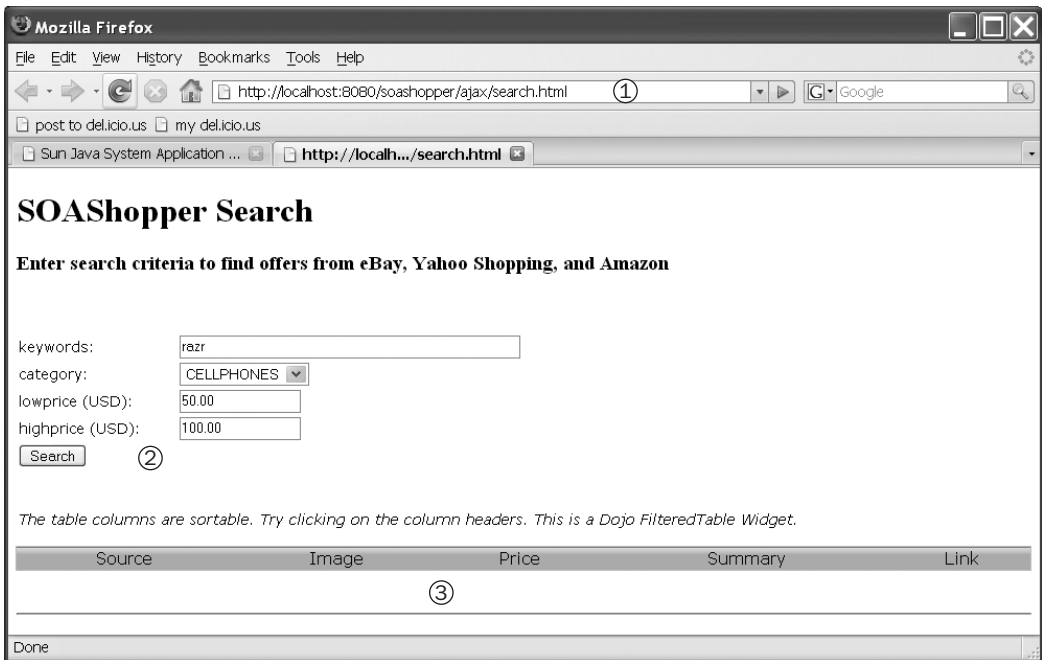 Mozilla Firefox
File Edit View History Bookmarks Tools Help
http://localhost:8080/soashopper/ajax/search.html ① G Google
post to del.icio.us my del.icio.us
Sun Java System Application ... http://localh.../search.html
SOAShopper Search
Enter search criteria to find offers from eBay, Yahoo Shopping, and Amazon
keywords: razr
category: CELLPHONES
lowprice (USD): 50.00
highprice (USD): 100.00
Search ②
The table columns are sortable. Try clicking on the column headers. This is a Dojo FilteredTable Widget.
Source Image Price Summary Link
③
Done